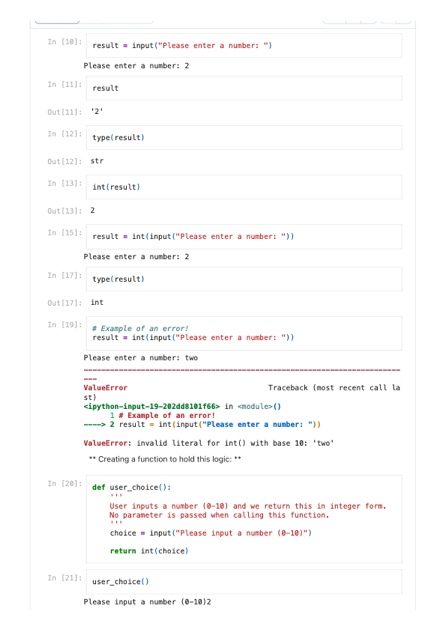 In [10]: result = input("Please enter a number: ")
Please enter a number: 2
In [11]: result
Out[11]: '2'
In [12]: type(result)
Out[12]: str
In [13]: int(result)
Out[13]: 2
In [15]: result = int(input("Please enter a number: "))
Please enter a number: 2
In [17]: type(result)
Out[17]: int
In [19]: # Example of an error!
result = int(input("Please enter a number: "))
Please enter a number: two
---------------------------------------------------------------------------
ValueError Traceback (most recent call la
st)
<ipython-input-19-202dd8101f66> in <module>()
1 # Example of an error!
----> 2 result = int(input("Please enter a number: "))
ValueError: invalid literal for int() with base 10: 'two'
** Creating a function to hold this logic: **
In [20]: def user_choice():
'''
User inputs a number (0-10) and we return this in integer form.
No parameter is passed when calling this function.
'''
choice = input("Please input a number (0-10)")
return int(choice)
In [21]: user_choice()
Please input a number (0-10)2